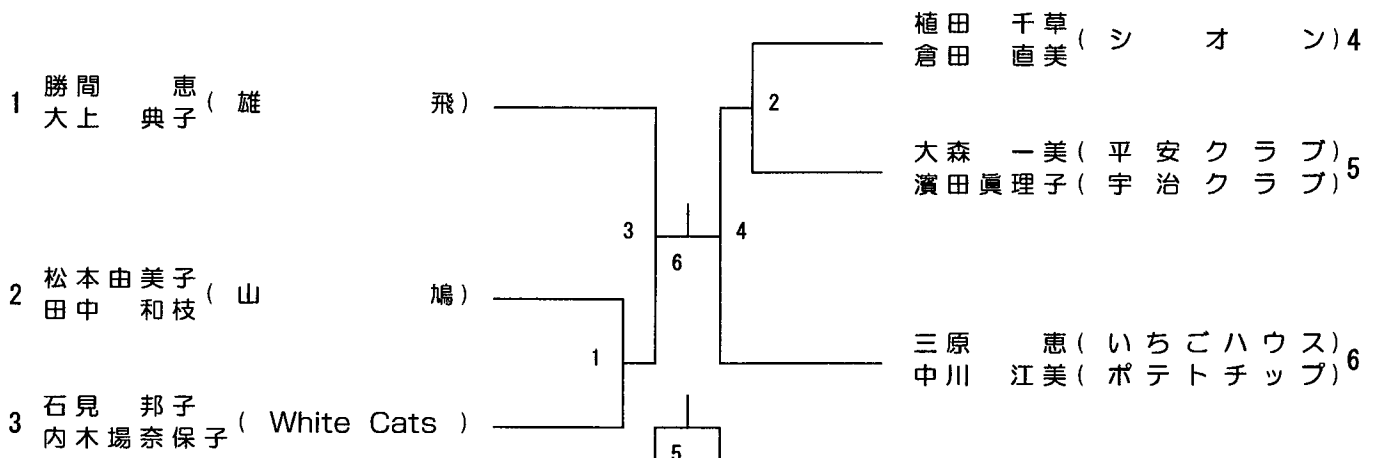 1 勝間 恵 ( 雄 飛 )
大上 典子
2 松本由美子 ( 山 鳩 )
田中 和枝
3 石見 邦子 ( White Cats )
内木場奈保子
1
3
6
5
4
2
植田 千草 ( シ オ ン ) 4
倉田 直美
大森 一美 ( 平安クラブ ) 5
濱田眞理子 ( 宇治クラブ )
三原 恵 ( いちごハウス ) 6
中川 江美 ( ポテトチップ )